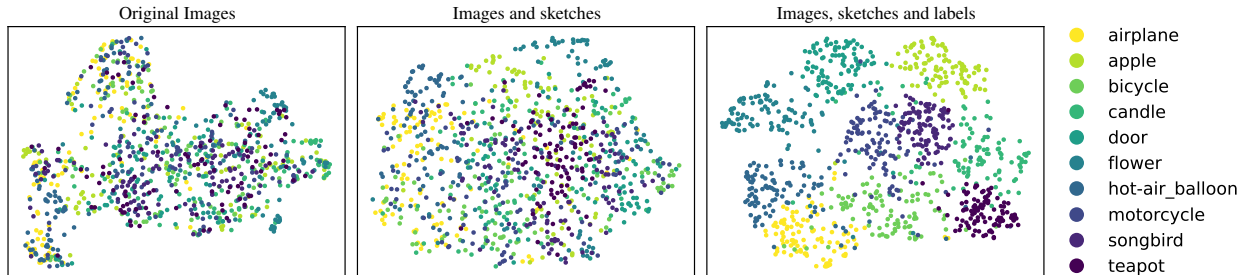 Original Images
Images and sketches
Images, sketches and labels
airplane
apple
bicycle
candle
door
flower
hot-air_balloon
motorcycle
songbird
teapot